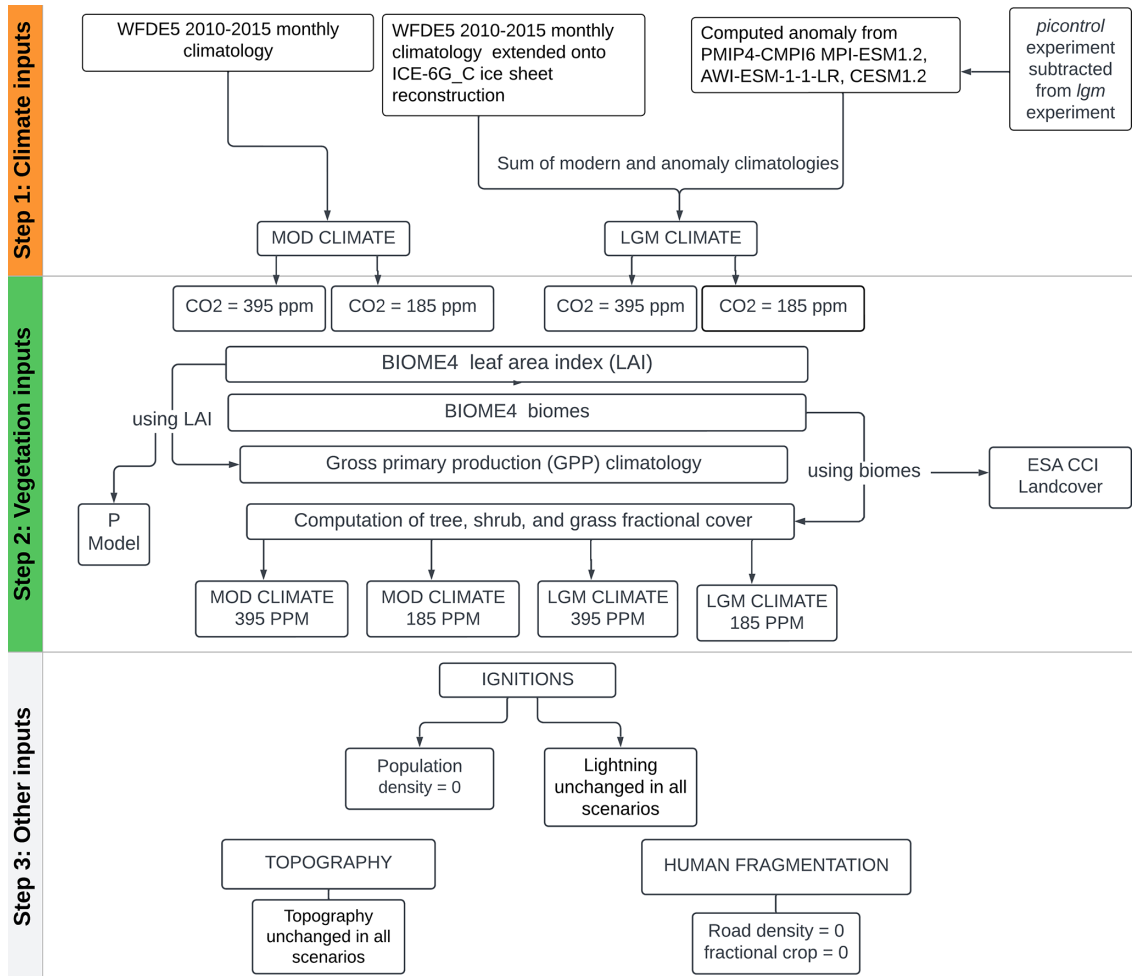 Step 1: Climate inputs
WFDE5 2010-2015 monthly
climatology
WFDE5 2010-2015 monthly
climatology  extended onto
ICE-6G_C ice sheet
reconstruction
Computed anomaly from
PMIP4-CMPI6 MPI-ESM1.2,
AWI-ESM-1-1-LR, CESM1.2
picontrol
experiment
subtracted
from lgm
experiment
Sum of modern and anomaly climatologies
MOD CLIMATE
LGM CLIMATE
Step 2: Vegetation inputs
CO2 = 395 ppm
CO2 = 185 ppm
CO2 = 395 ppm
CO2 = 185 ppm
BIOME4  leaf area index (LAI)
using LAI
BIOME4  biomes
Gross primary production (GPP) climatology
using biomes
ESA CCI
Landcover
P
Model
Computation of tree, shrub, and grass fractional cover
MOD CLIMATE
395 PPM
MOD CLIMATE
185 PPM
LGM CLIMATE
395 PPM
LGM CLIMATE
185 PPM
Step 3: Other inputs
IGNITIONS
Population
density = 0
Lightning
unchanged in all
scenarios
TOPOGRAPHY
Topography
unchanged in all
scenarios
HUMAN FRAGMENTATION
Road density = 0
fractional crop = 0